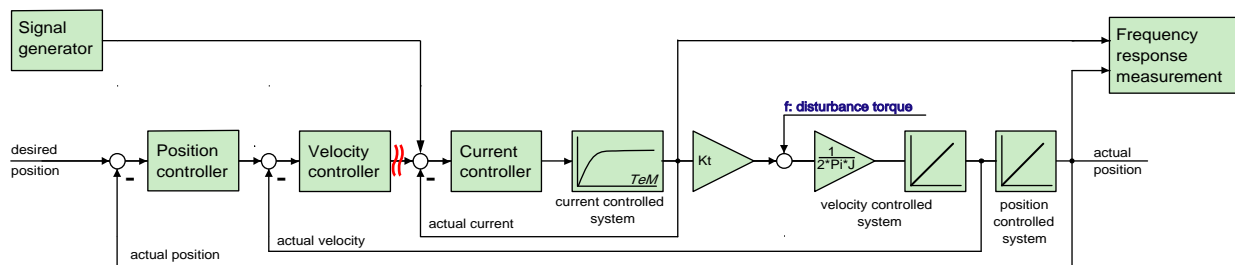 Signal
generator
Frequency
response
measurement
f: disturbance torque
desired
position
Position
controller
Velocity
controller
Current
controller
TeM
current controlled
system
Kt
1
2*Pi*J
velocity controlled
system
position
controlled
system
actual
position
actual current
actual velocity
actual position